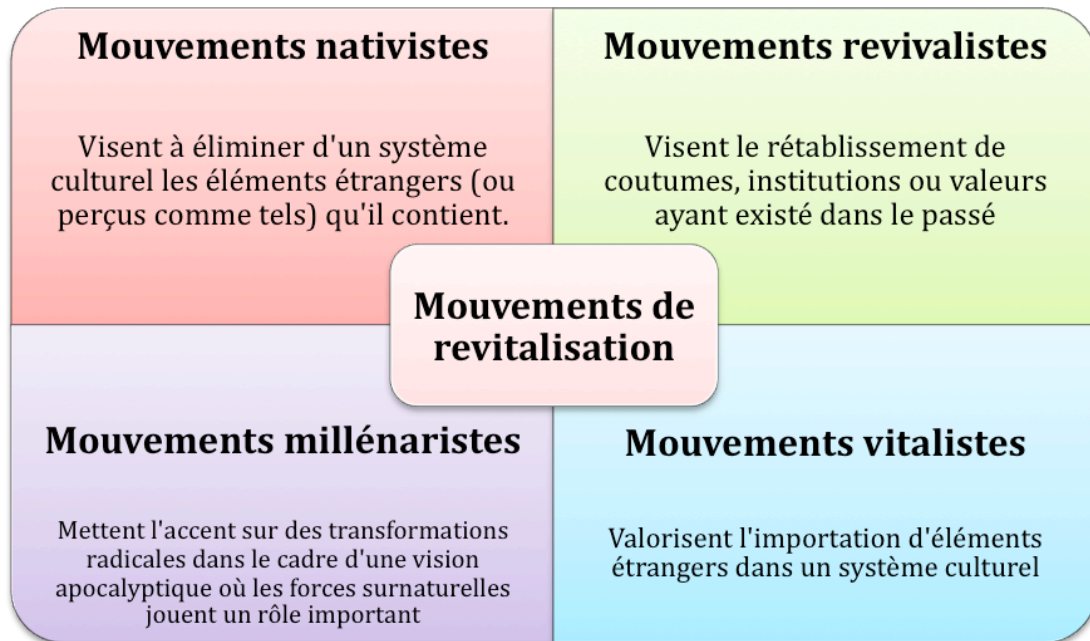 Mouvements nativistes
Visent à éliminer d'un système
culturel les éléments étrangers (ou
perçus comme tels) qu'il contient.
Mouvements revivalistes
Visent le rétablissement de
coutumes, institutions ou valeurs
ayant existé dans le passé
Mouvements de
revitalisation
Mouvements millénaristes
Mettent l'accent sur des transformations
radicales dans le cadre d'une vision
apocalyptique où les forces surnaturelles
jouent un rôle important
Mouvements vitalistes
Valorisent l'importation d'éléments
étrangers dans un système culturel